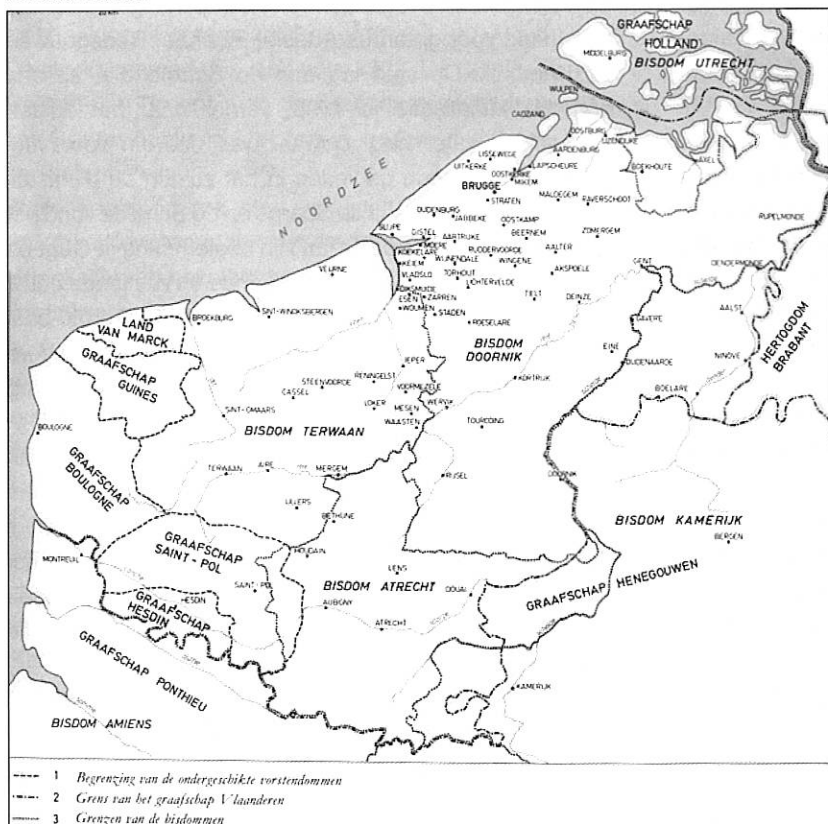 20 km
GRAAFSCHAP
HOLLAND
BISDOM UTRECHT
MIDDELBURG
WULPEN
CADZAND
OOSTBURG
IJZENDIJKE
AARDENBURG
LISSEWEGE
UITKERKE
LAPSCHEURE
OOSTKERKE
MIKEM
BOEKHOUTE
AXEL
BRUGGE
STRATEN
MALDEGEM
RAVERSCHOOT
NOORDZEE
OUDENBURG
JABBEKE
OOSTKAMP
RUPELMONDE
SLIJPE
GISTEL
AARTRIJKE
BEERNEM
ZOMERGEM
MOERE
RUDDERVOORDE
AALTER
KOEKELARE
WIJNENDALE
WINGENE
GENT
DENDERMONDE
KEIEM
VEURNE
VLADSLO
TORHOUT
AKSPOELE
LICHTERVELDE
DIKSMUIDE
ESEN
ZARREN
TIELT
DEINZE
WOUMEN
STADEN
AALST
BROEKBURG
SINT-WINOKSBERGEN
ROESELARE
GAVERE
LAND
VAN MARCK
BISDOM
DOORNIK
HERTOGDOM
BRABANT
GRAAFSCHAP
GUINES
IEPER
EINE
OUDENAARDE
NINOVE
STEENVOORDE
RENINGELST
CASSEL
VOORMEZELE
KORTRIJK
BOELARE
SINT-OMAARS
LOKER
MESEN
WERVIK
BOULOGNE
BISDOM TERWAAN
WAASTEN
TOURCOING
GRAAFSCHAP
BOULOGNE
TERWAAN
AIRE
MERGEM
RIJSEL
DOORNIK
LILLERS
BETHUNE
BISDOM KAMERIJK
BERGEN
GRAAFSCHAP
SAINT-POL
HOUDAIN
MONTREUIL
LENS
SAINT-POL
BISDOM ATRECHT
DOUAI
GRAAFSCHAP HENEGOUWEN
GRAAFSCHAP
HESDIN
HESDIN
AUBIGNY
ATRECHT
GRAAFSCHAP PONTHIEU
KAMERIJK
BISDOM AMIENS
1 Begrenzing van de ondergeschikte vorstendommen
2 Grens van het graafschap Vlaanderen
3 Grenzen van de bisdommen